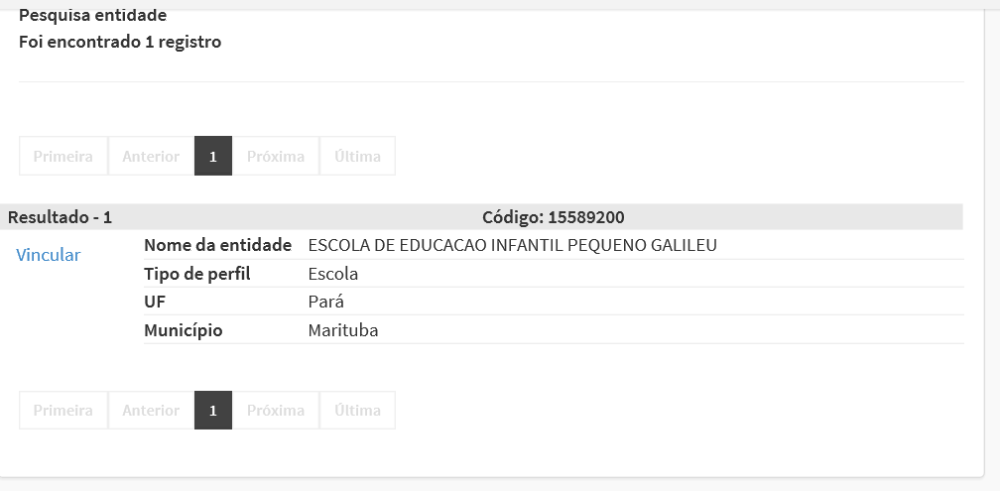 Pesquisa entidade
Foi encontrado 1 registro
Primeira Anterior 1 Próxima Última
Resultado - 1 Código: 15589200
Vincular
Nome da entidade ESCOLA DE EDUCACAO INFANTIL PEQUENO GALILEU
Tipo de perfil Escola
UF Pará
Município Marituba
Primeira Anterior 1 Próxima Última